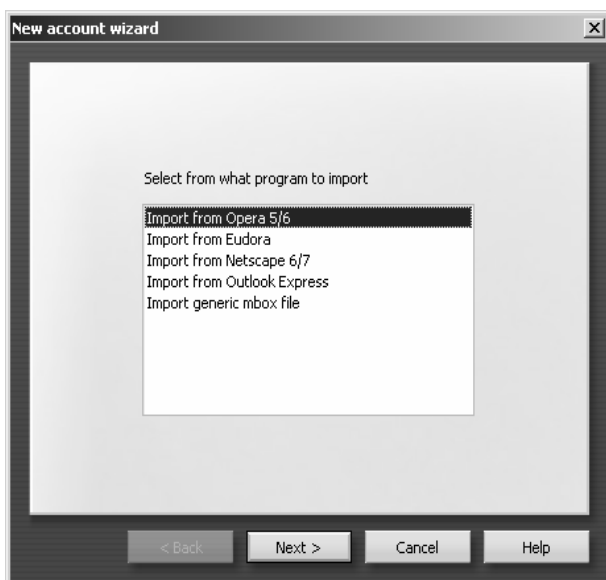 New account wizard
Select from what program to import
Import from Opera 5/6
Import from Eudora
Import from Netscape 6/7
Import from Outlook Express
Import generic mbox file
< Back Next > Cancel Help